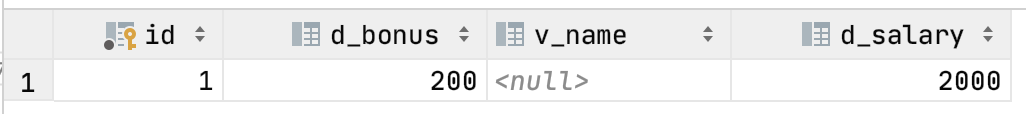 id d_bonus v_name d_salary
1 1 200 <null> 2000